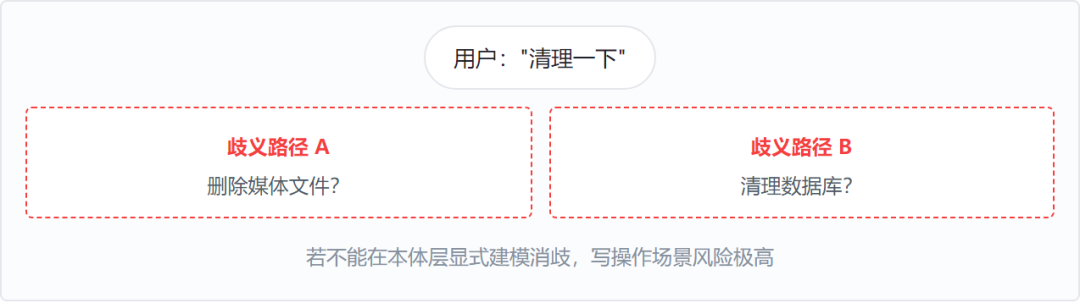 用户："清理一下"
歧义路径 A
删除媒体文件？
歧义路径 B
清理数据库？
若不能在本体层显式建模消歧，写操作场景风险极高